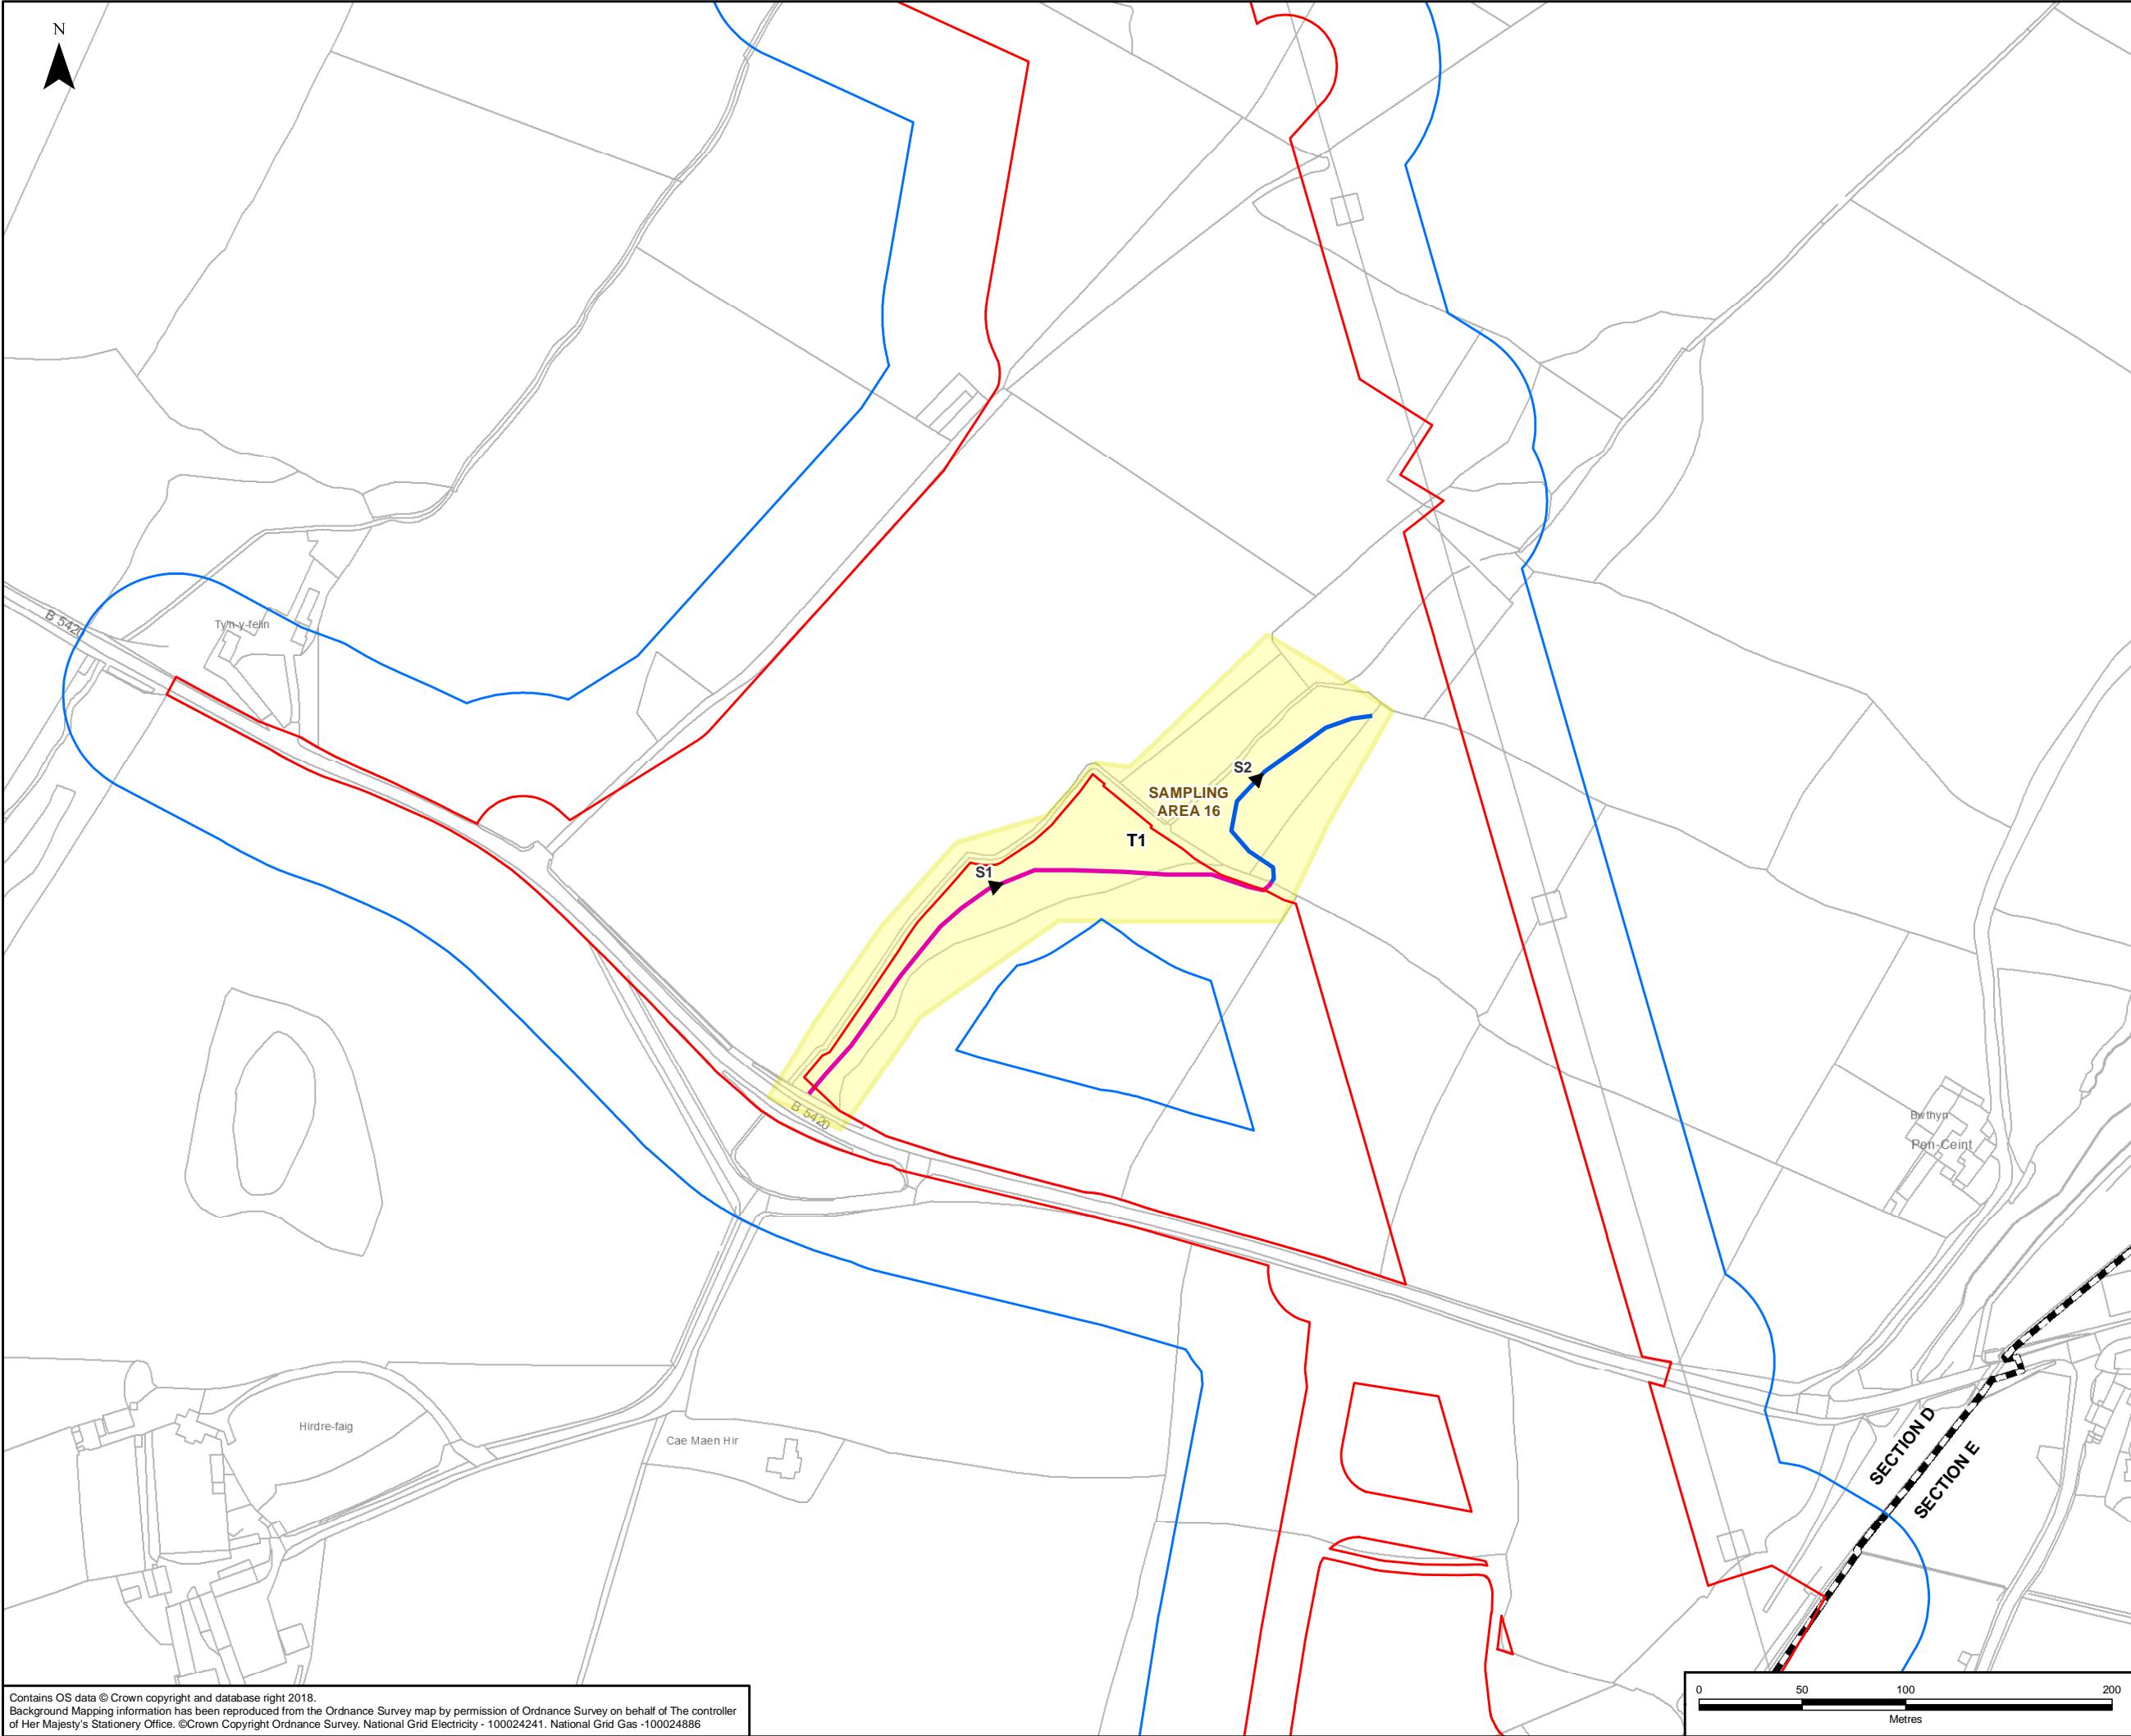 N
B 5420
Ty'n-y-felin
S2
SAMPLING
AREA 16
T1
S1
B 5420
Bwthyn
Pen-Ceint
SECTION D
SECTION E
Hirdre-faig
Cae Maen Hir
Contains OS data © Crown copyright and database right 2018.
Background Mapping information has been reproduced from the Ordnance Survey map by permission of Ordnance Survey on behalf of The controller
of Her Majesty's Stationery Office. ©Crown Copyright Ordnance Survey. National Grid Electricity - 100024241. National Grid Gas -100024886
0 50 100 200
Metres